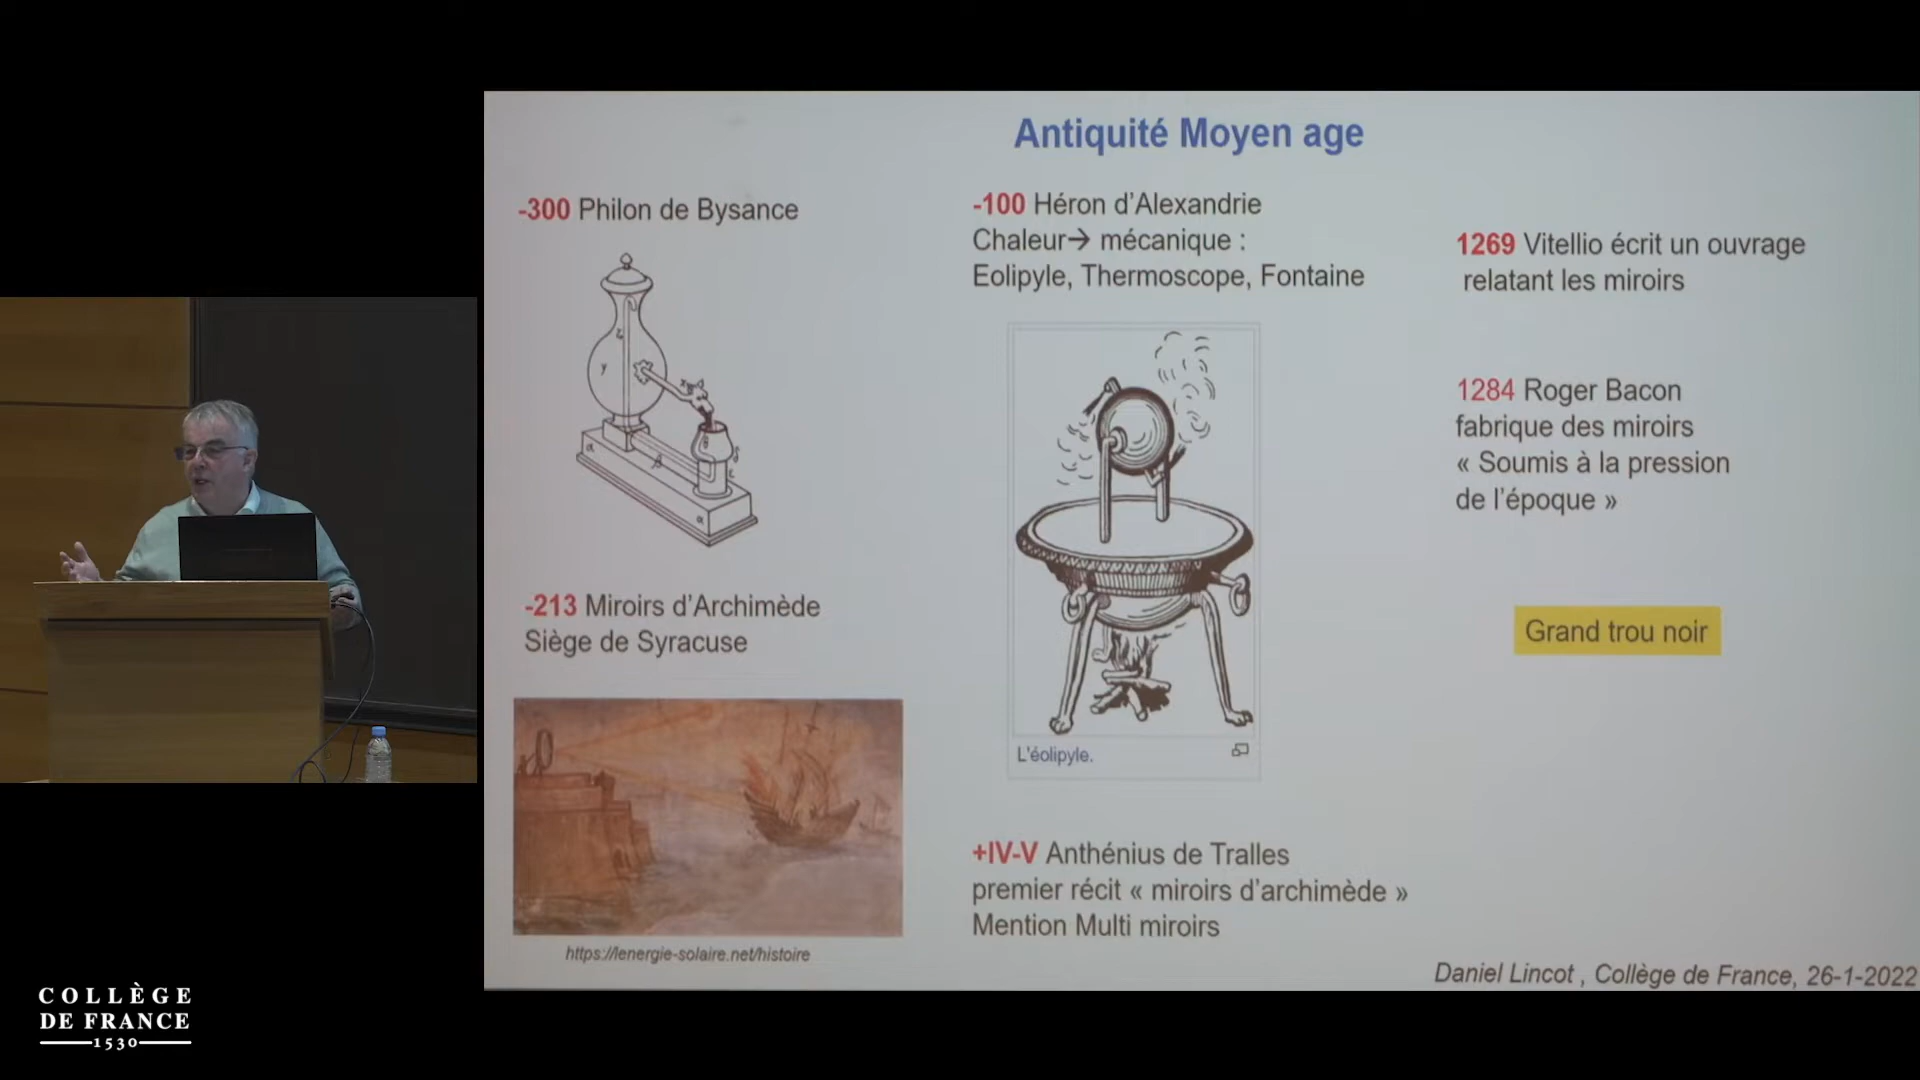 Antiquité Moyen age
-300 Philon de Bysance
-213 Miroirs d'Archimède
Siège de Syracuse
https://lenergie-solaire.net/histoire
-100 Héron d'Alexandrie
Chaleur→ mécanique :
Eolipyle, Thermoscope, Fontaine
L'éolipyle.
+IV-V Anthénius de Tralles
premier récit « miroirs d'archimède »
Mention Multi miroirs
1269 Vitellio écrit un ouvrage
relatant les miroirs
1284 Roger Bacon
fabrique des miroirs
« Soumis à la pression
de l'époque »
Grand trou noir
Daniel Lincot , Collège de France, 26-1-2022
COLLÈGE
DE FRANCE
1530